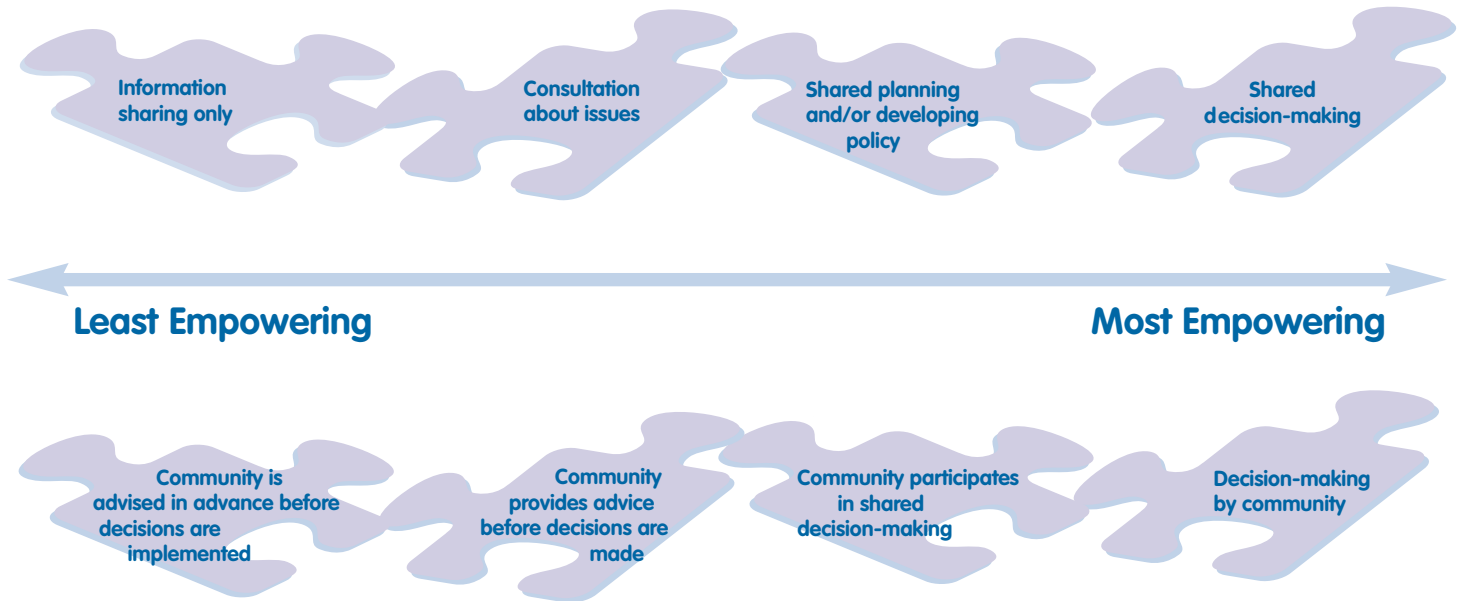 Information
sharing only
Consultation
about issues
Shared planning
and/or developing
policy
Shared
decision-making
Least Empowering
Most Empowering
Community is
advised in advance before
decisions are
implemented
Community
provides advice
before decisions are
made
Community participates
in shared
decision-making
Decision-making
by community